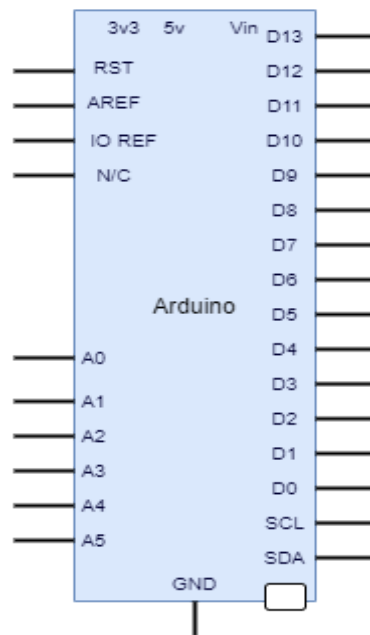 3v3 5v Vin
D13
RST
D12
AREF
D11
IO REF
D10
N/C
D9
D8
D7
D6
Arduino
D5
D4
A0
D3
A1
D2
A2
D1
A3
D0
A4
SCL
A5
SDA
GND